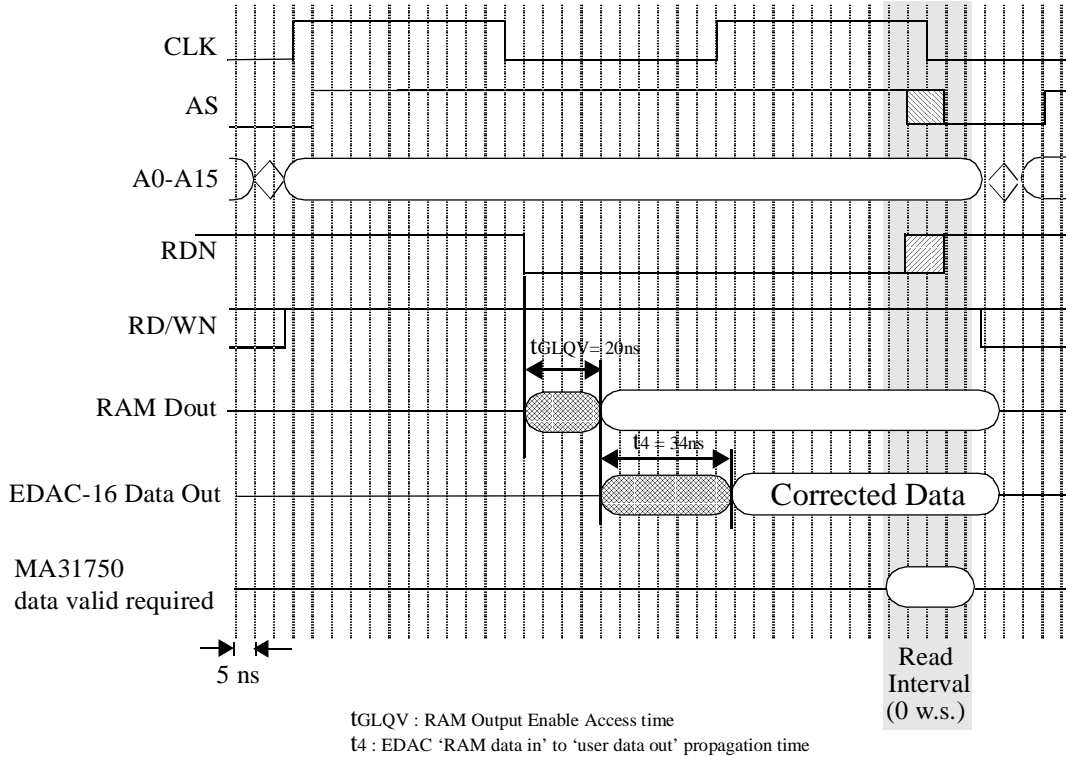 CLK
AS
A0-A15
RDN
RD/WN
tGLQV= 20ns
RAM Dout
t4 = 34ns
EDAC-16 Data Out
Corrected Data
MA31750
data valid required
5 ns
Read
Interval
(0 w.s.)
tGLQV : RAM Output Enable Access time
t4 : EDAC ‘RAM data in’ to ‘user data out’ propagation time